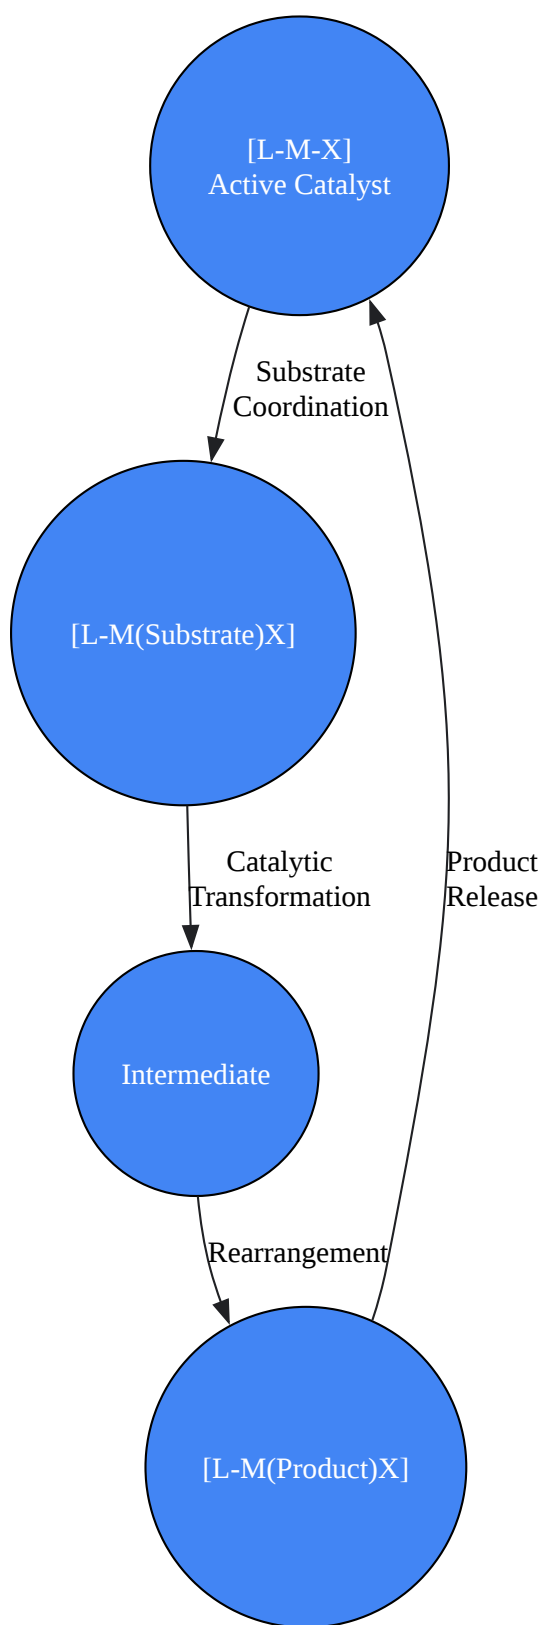 [L-M-X]
Active Catalyst
Substrate
Coordination
[L-M(Substrate)X]
Catalytic
Transformation
Product
Release
Intermediate
Rearrangement
[L-M(Product)X]